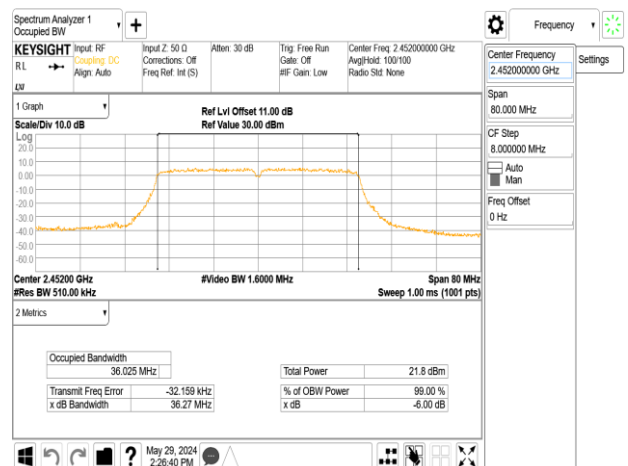 Spectrum Analyzer 1
Occupied BW
Frequency
KEYSIGHT
RL
Input: RF
Coupling: DC
Align: Auto
Input Z: 50 Ω
Corrections: Off
Freq Ref: Int (S)
Atten: 30 dB
Trig: Free Run
Gate: Off
#IF Gain: Low
Center Freq: 2.452000000 GHz
Avg|Hold: 100/100
Radio Std: None
Center Frequency
2.452000000 GHz
Settings
Span
80.000 MHz
CF Step
8.000000 MHz
Auto
Man
Freq Offset
0 Hz
1 Graph
Scale/Div 10.0 dB
Ref Lvl Offset 11.00 dB
Ref Value 30.00 dBm
Log
20.0
10.0
0.00
-10.0
-20.0
-30.0
-40.0
-50.0
-60.0
Center 2.45200 GHz
#Res BW 510.00 kHz
#Video BW 1.6000 MHz
Span 80 MHz
Sweep 1.00 ms (1001 pts)
2 Metrics
Occupied Bandwidth
36.025 MHz
Total Power 21.8 dBm
Transmit Freq Error -32.159 kHz
% of OBW Power 99.00 %
x dB Bandwidth 36.27 MHz
x dB -6.00 dB
?
May 29, 2024
2:26:40 PM